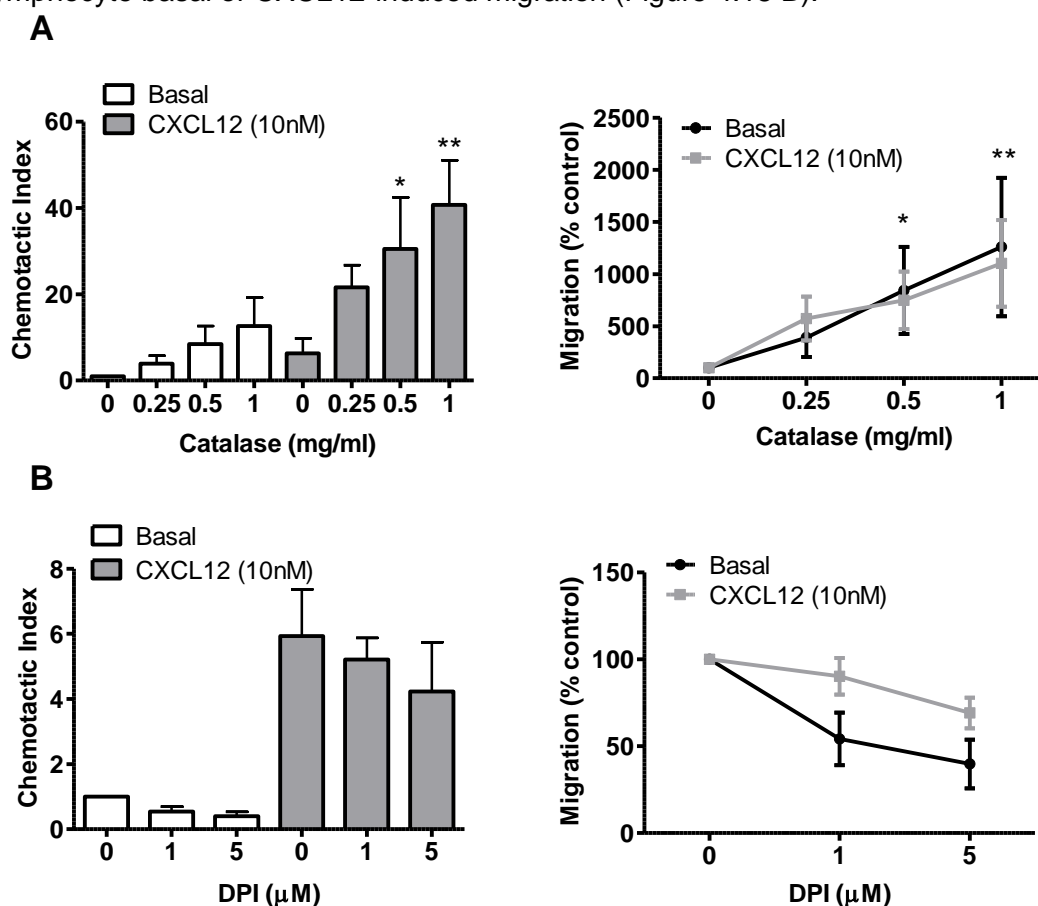 lymphocyte basal or CXCL12-induced migration (Figure 4.18 B).
A
Basal
CXCL12 (10nM)
Chemotactic Index
60
40
20
0
*
**
0 0.25 0.5 1 0 0.25 0.5 1
Catalase (mg/ml)
Basal
CXCL12 (10nM)
Migration (% control)
2500
2000
1500
1000
500
0
*
**
0 0.25 0.5 1
Catalase (mg/ml)
B
Basal
CXCL12 (10nM)
Chemotactic Index
8
6
4
2
0
0 1 5 0 1 5
DPI (μM)
Basal
CXCL12 (10nM)
Migration (% control)
150
100
50
0
0 1 5
DPI (μM)